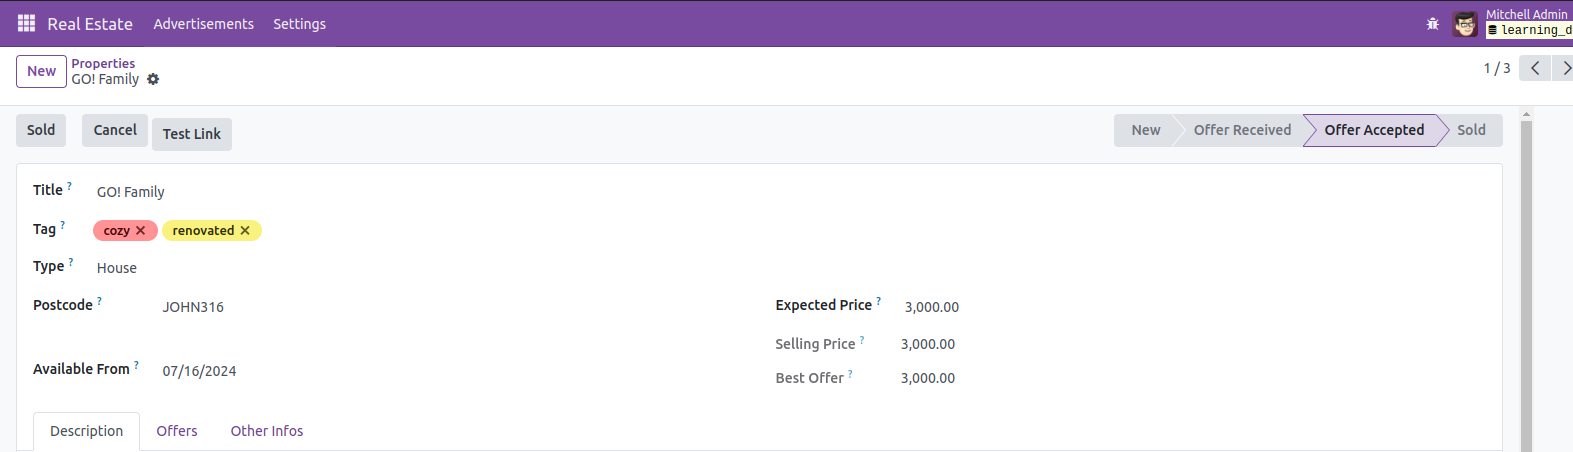 Real Estate Advertisements Settings Mitchell Admin
learning_d
New Properties 1 / 3
GO! Family
Sold Cancel Test Link New Offer Received Offer Accepted Sold
Title ? GO! Family
Tag ? cozy × renovated ×
Type ? House
Postcode ? JOHN316 Expected Price ? 3,000.00
Selling Price ? 3,000.00
Available From ? 07/16/2024 Best Offer ? 3,000.00
Description Offers Other Infos